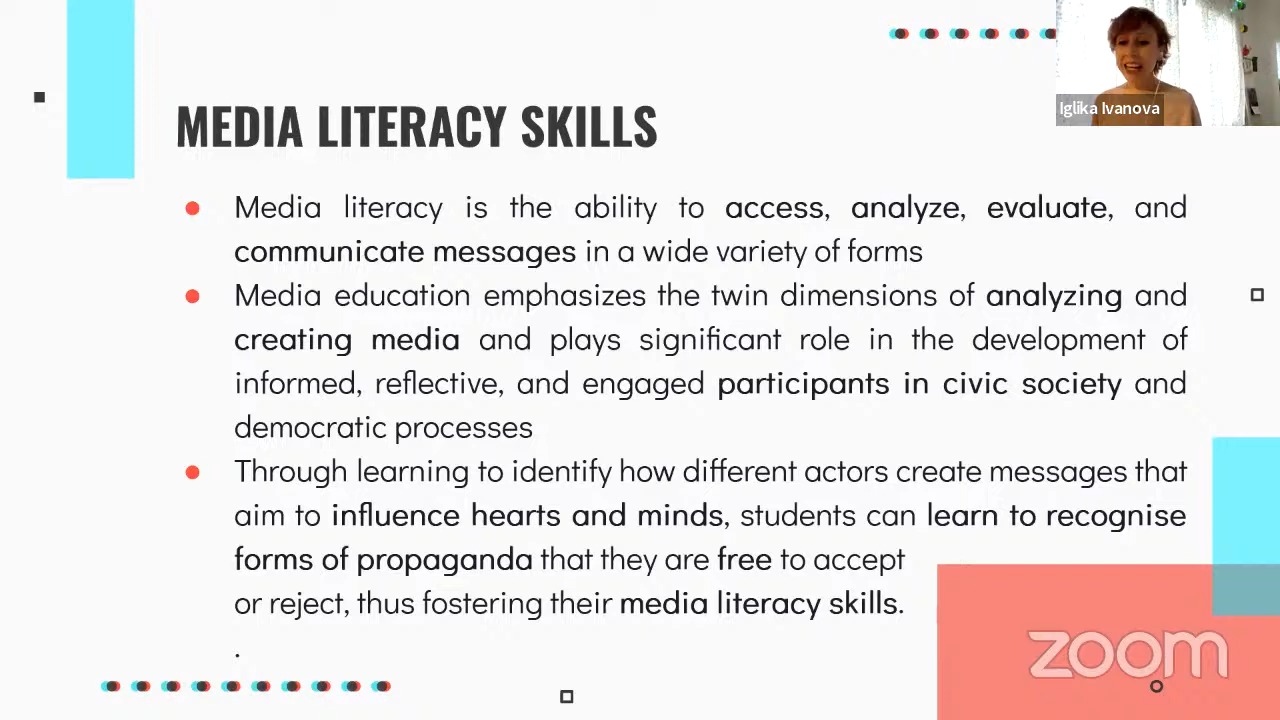 Iglika Ivanova
MEDIA LITERACY SKILLS
● Media literacy is the ability to access, analyze, evaluate, and
communicate messages in a wide variety of forms
● Media education emphasizes the twin dimensions of analyzing and
creating media and plays significant role in the development of
informed, reflective, and engaged participants in civic society and
democratic processes
● Through learning to identify how different actors create messages that
aim to influence hearts and minds, students can learn to recognise
forms of propaganda that they are free to accept
or reject, thus fostering their media literacy skills.
.
zoom